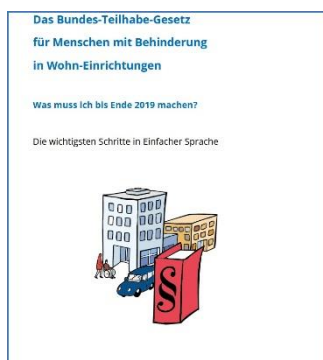 Das Bundes-Teilhabe-Gesetz
für Menschen mit Behinderung
in Wohn-Einrichtungen
Was muss ich bis Ende 2019 machen?
Die wichtigsten Schritte in Einfacher Sprache
§